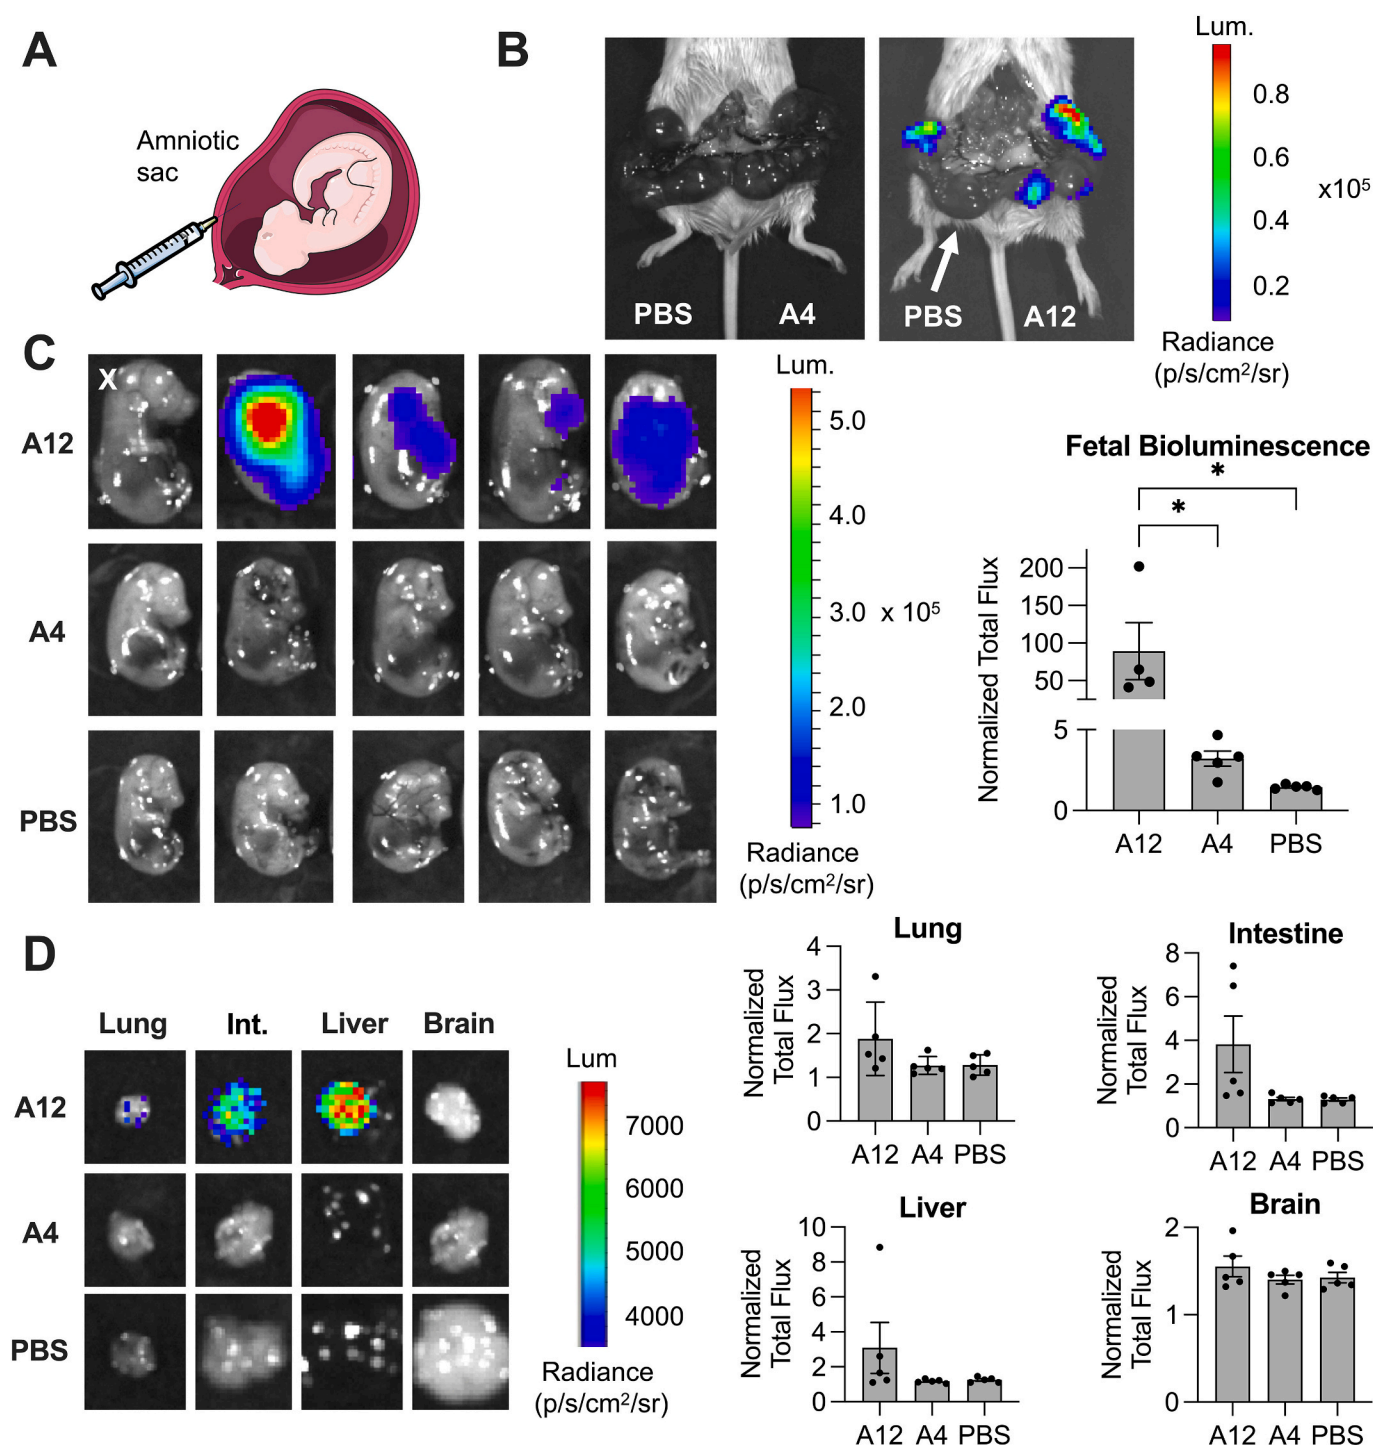 A
Amniotic
sac
B
PBS
A4
PBS
A12
Lum.
0.8
0.6
0.4
0.2
x10⁵
Radiance
(p/s/cm²/sr)
C
X
A12
A4
PBS
Lum.
5.0
4.0
3.0
2.0
1.0
x 10⁵
Radiance
(p/s/cm²/sr)
Fetal Bioluminescence
*
*
Normalized Total Flux
200
150
100
50
5
0
A12 A4 PBS
D
Lung Int. Liver Brain
A12
A4
PBS
Lum
7000
6000
5000
4000
Radiance
(p/s/cm²/sr)
Lung
Normalized
Total Flux
4
3
2
1
0
A12 A4 PBS
Intestine
Normalized
Total Flux
8
6
4
2
0
A12 A4 PBS
Liver
Normalized
Total Flux
10
8
6
4
2
0
A12 A4 PBS
Brain
Normalized
Total Flux
2
1
0
A12 A4 PBS